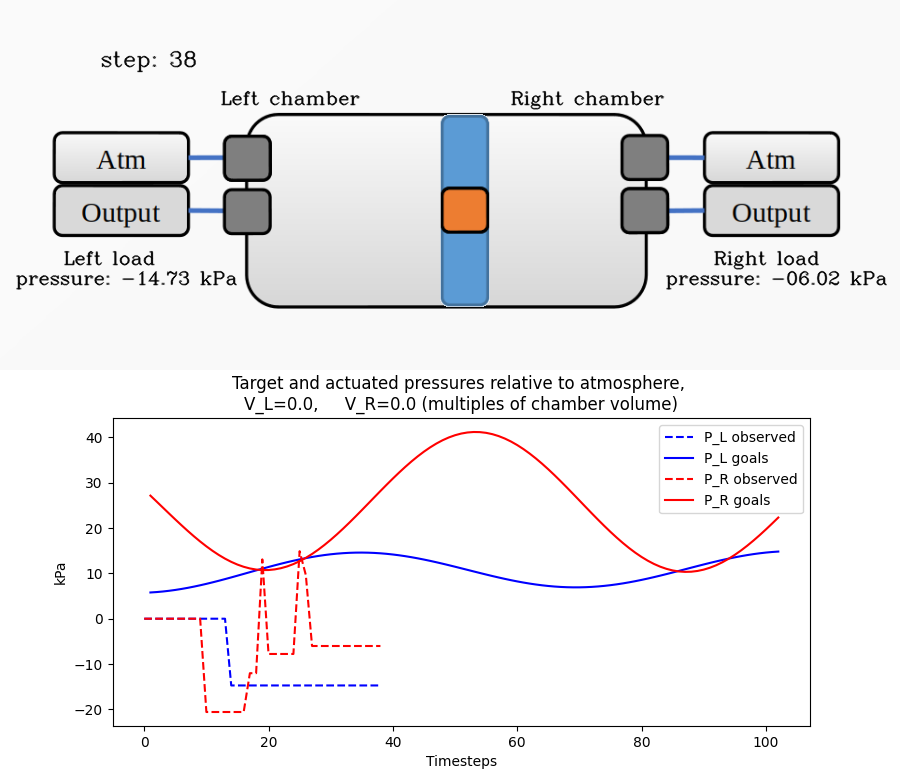 step: 38
Left chamber
Right chamber
Atm
Atm
Output
Output
Left load
pressure: -14.73 kPa
Right load
pressure: -06.02 kPa
Target and actuated pressures relative to atmosphere,
V_L=0.0, V_R=0.0 (multiples of chamber volume)
40
30
20
10
0
−10
−20
kPa
P_L observed
P_L goals
P_R observed
P_R goals
0 20 40 60 80 100
Timesteps